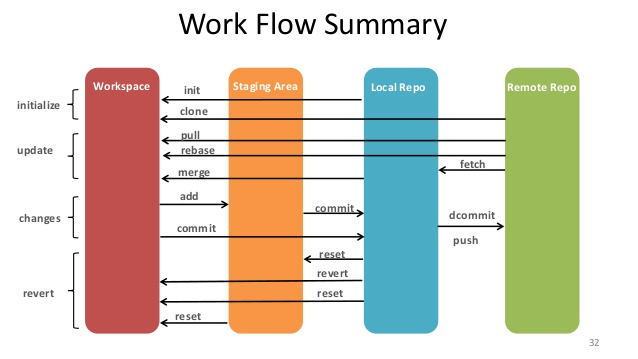 Work Flow Summary
Workspace
Staging Area
Local Repo
Remote Repo
initialize
init
clone
update
pull
rebase
fetch
merge
changes
add
commit
dcommit
commit
push
revert
reset
revert
reset
reset
32